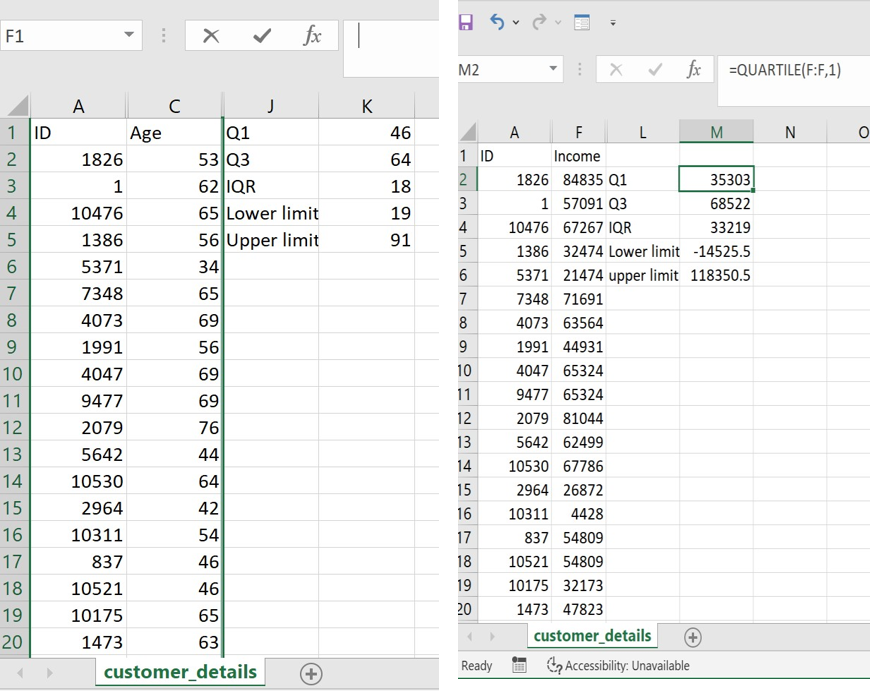 F1 fx
A C J K
1 ID Age Q1 46
2 1826 53 Q3 64
3 1 62 IQR 18
4 10476 65 Lower limit 19
5 1386 56 Upper limit 91
6 5371 34
7 7348 65
8 4073 69
9 1991 56
10 4047 69
11 9477 69
12 2079 76
13 5642 44
14 10530 64
15 2964 42
16 10311 54
17 837 46
18 10521 46
19 10175 65
20 1473 63
customer_details
M2 fx =QUARTILE(F:F,1)
A F L M N O
1 ID Income
2 1826 84835 Q1 35303
3 1 57091 Q3 68522
4 10476 67267 IQR 33219
5 1386 32474 Lower limit -14525.5
6 5371 21474 upper limit 118350.5
7 7348 71691
8 4073 63564
9 1991 44931
10 4047 65324
11 9477 65324
12 2079 81044
13 5642 62499
14 10530 67786
15 2964 26872
16 10311 4428
17 837 54809
18 10521 54809
19 10175 32173
20 1473 47823
customer_details
Ready Accessibility: Unavailable